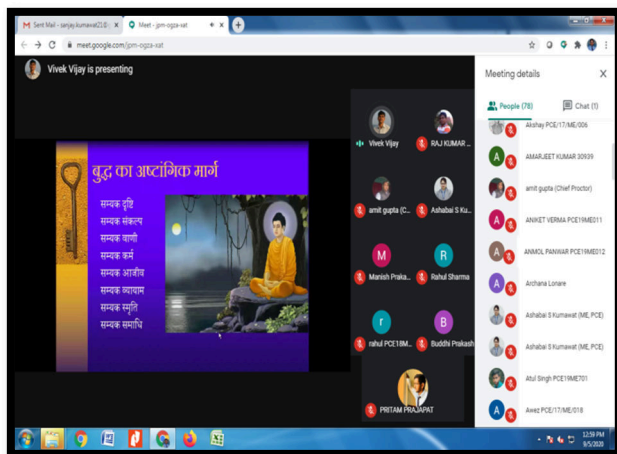 Sent Mail - sanjay.kumawat21@
Meet - jpm-ogza-xat
meet.google.com/jpm-ogza-xat
Vivek Vijay is presenting
बुद्ध का अष्टांगिक मार्ग
सम्यक दृष्टि
सम्यक संकल्प
सम्यक वाणी
सम्यक कर्म
सम्यक आजीव
सम्यक व्यायाम
सम्यक स्मृति
सम्यक समाधि
Vivek Vijay
RAJ KUMAR ...
amit gupta (C...
Ashabai S Ku...
Manish Praka...
Rahul Sharma
rahul PCE18M...
Buddhi Prakash
PRITAM PRAJAPAT
M
R
r
B
Meeting details
People (78)
Chat (1)
Akshay PCE/17/ME/006
A
AMARJEET KUMAR 30939
amit gupta (Chief Proctor)
A
ANIKET VERMA PCE19ME011
A
ANMOL PANWAR PCE19ME012
A
Archana Lonare
Ashabai S Kumawat (ME, PCE)
Ashabai S Kumawat (ME, PCE)
Atul Singh PCE19ME701
A
Awez PCE/17/ME/018
12:59 PM
9/5/2020